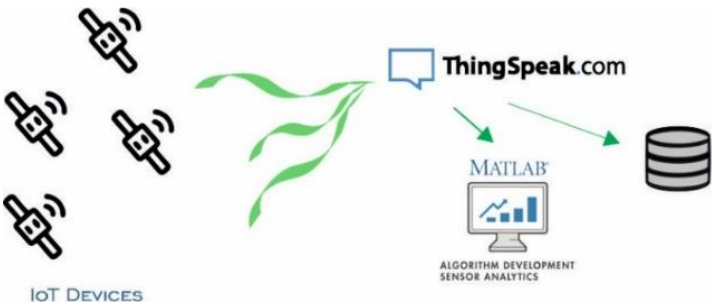 ThingSpeak.com
MATLAB®
ALGORITHM DEVELOPMENT
SENSOR ANALYTICS
IOT DEVICES